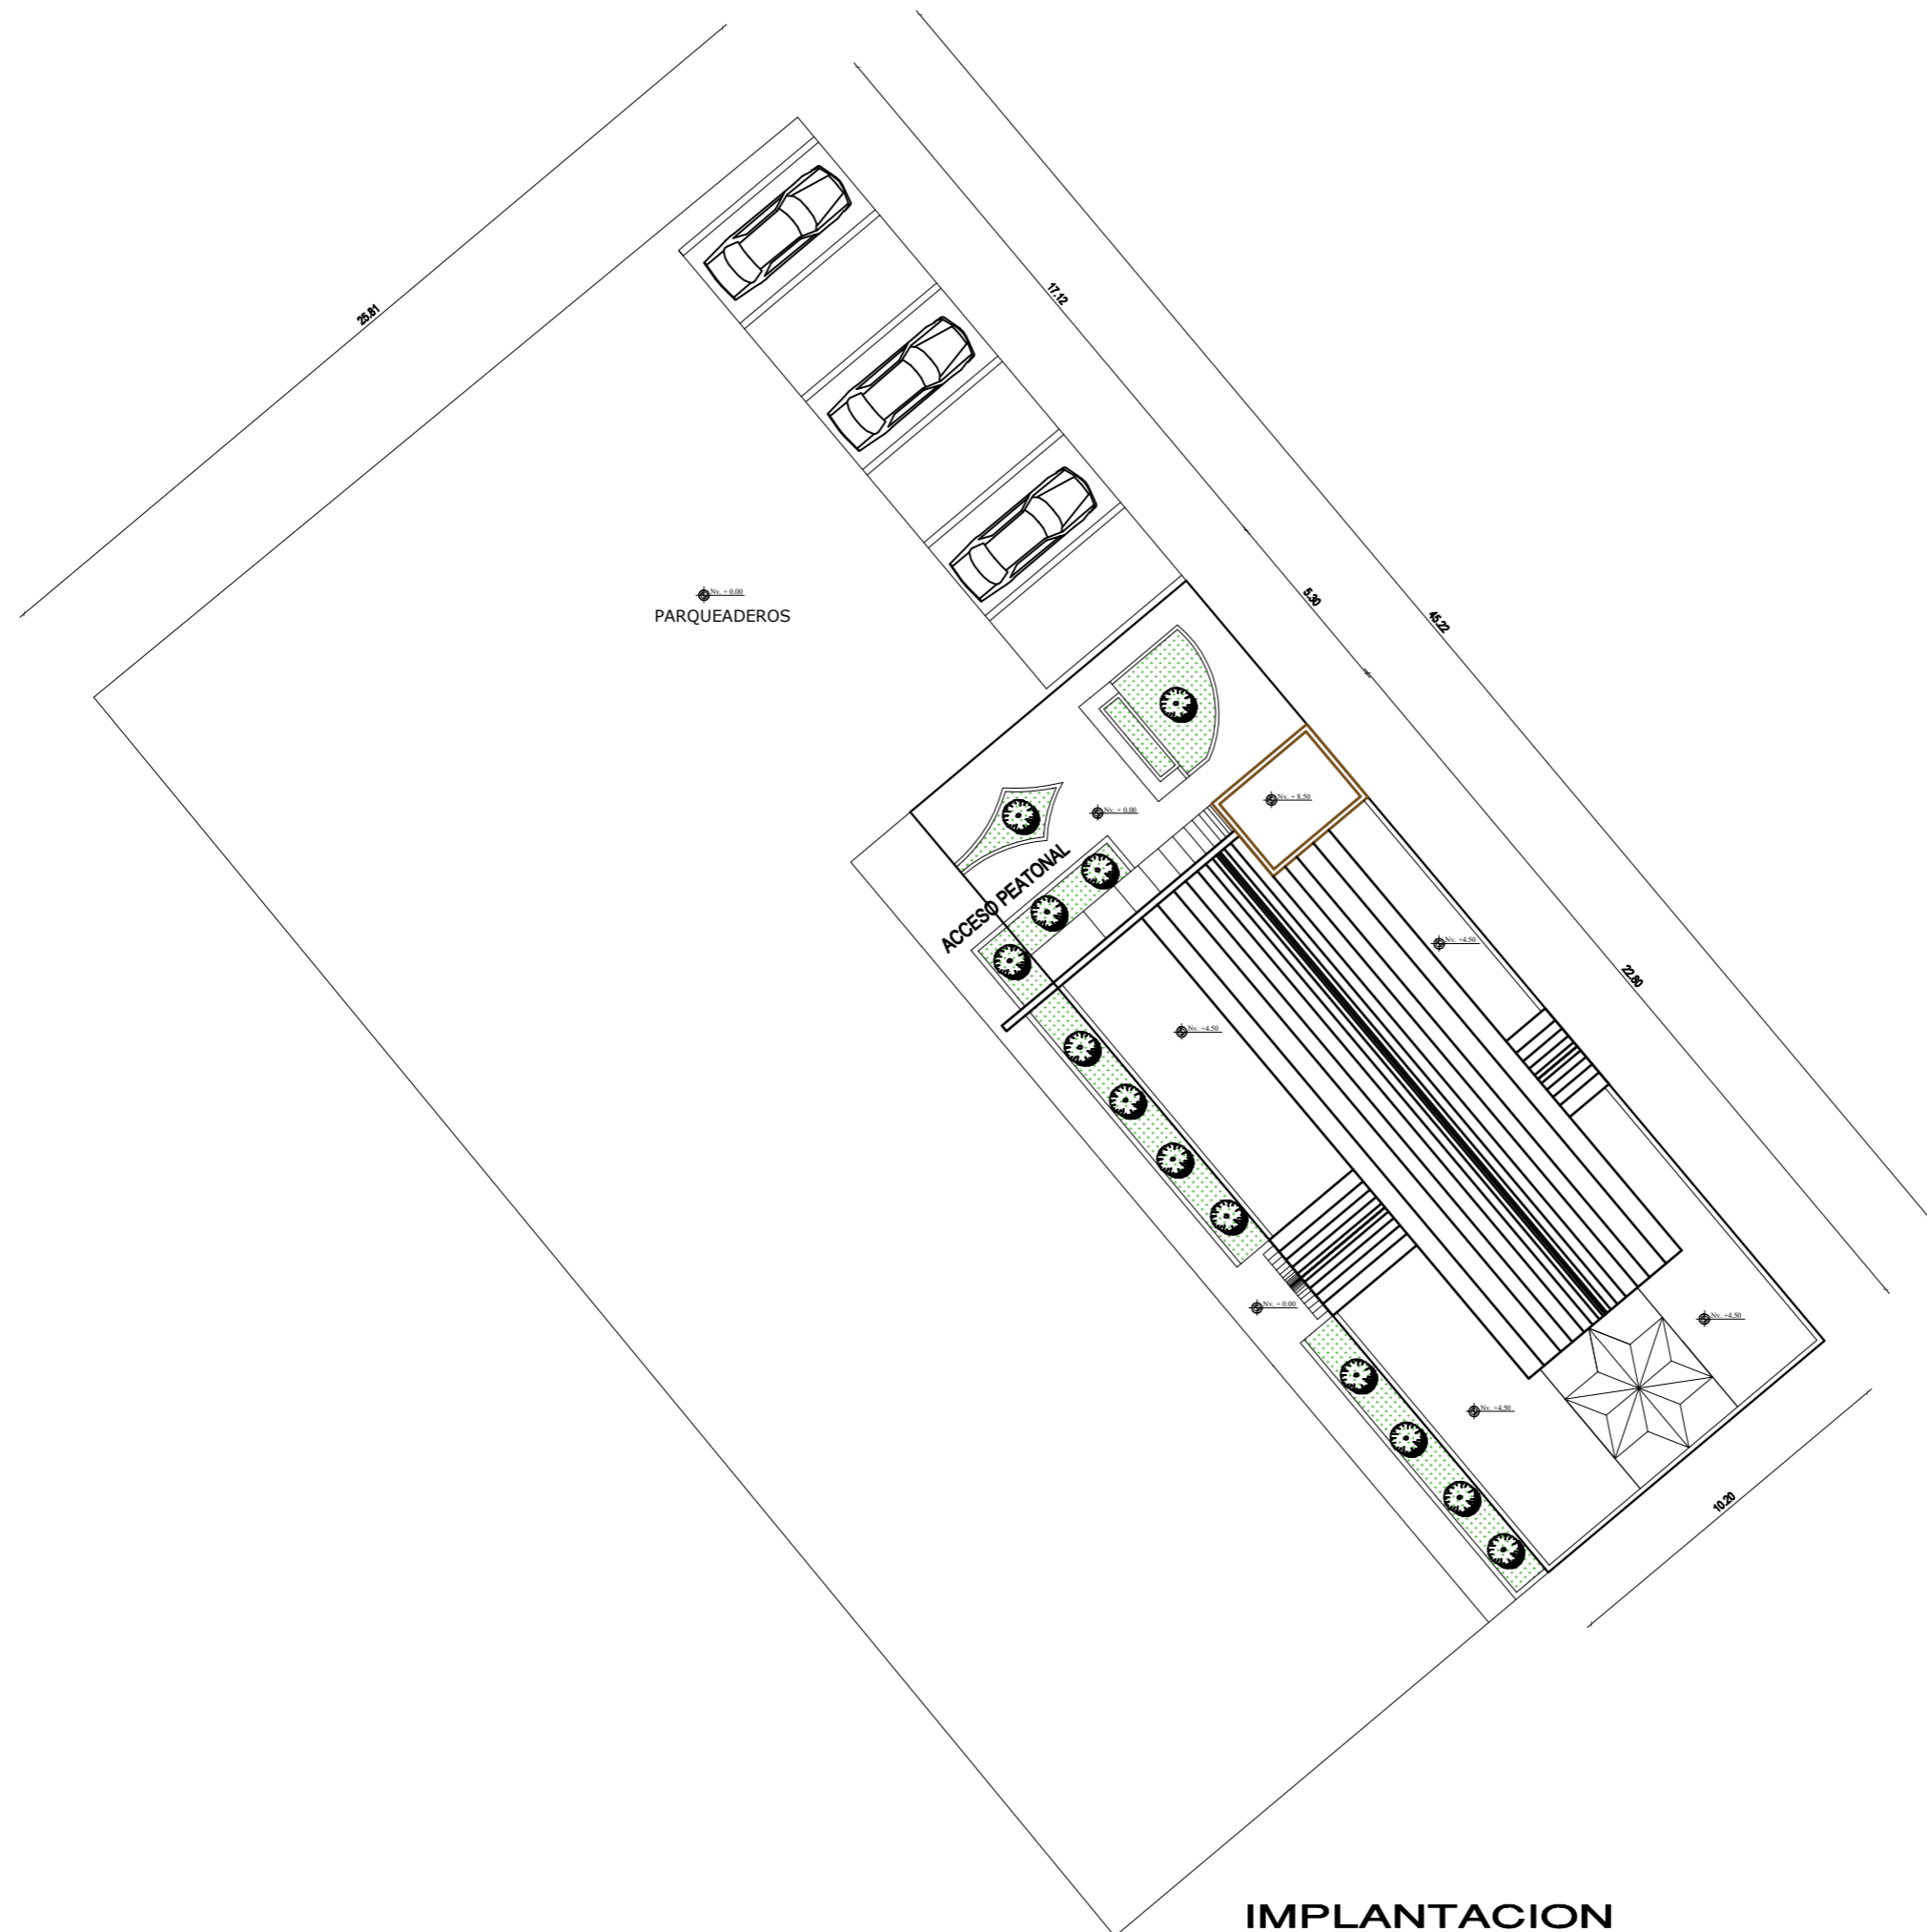 25.81
17.12
5.30
45.22
Nv. + 0.00
PARQUEADEROS
Nv. + 8.50
Nv. + 0.00
ACCESO PEATONAL
Nv. +4.50
22.80
Nv. +4.50
Nv. + 0.00
Nv. +4.50
Nv. +4.50
10.20
IMPLANTACION